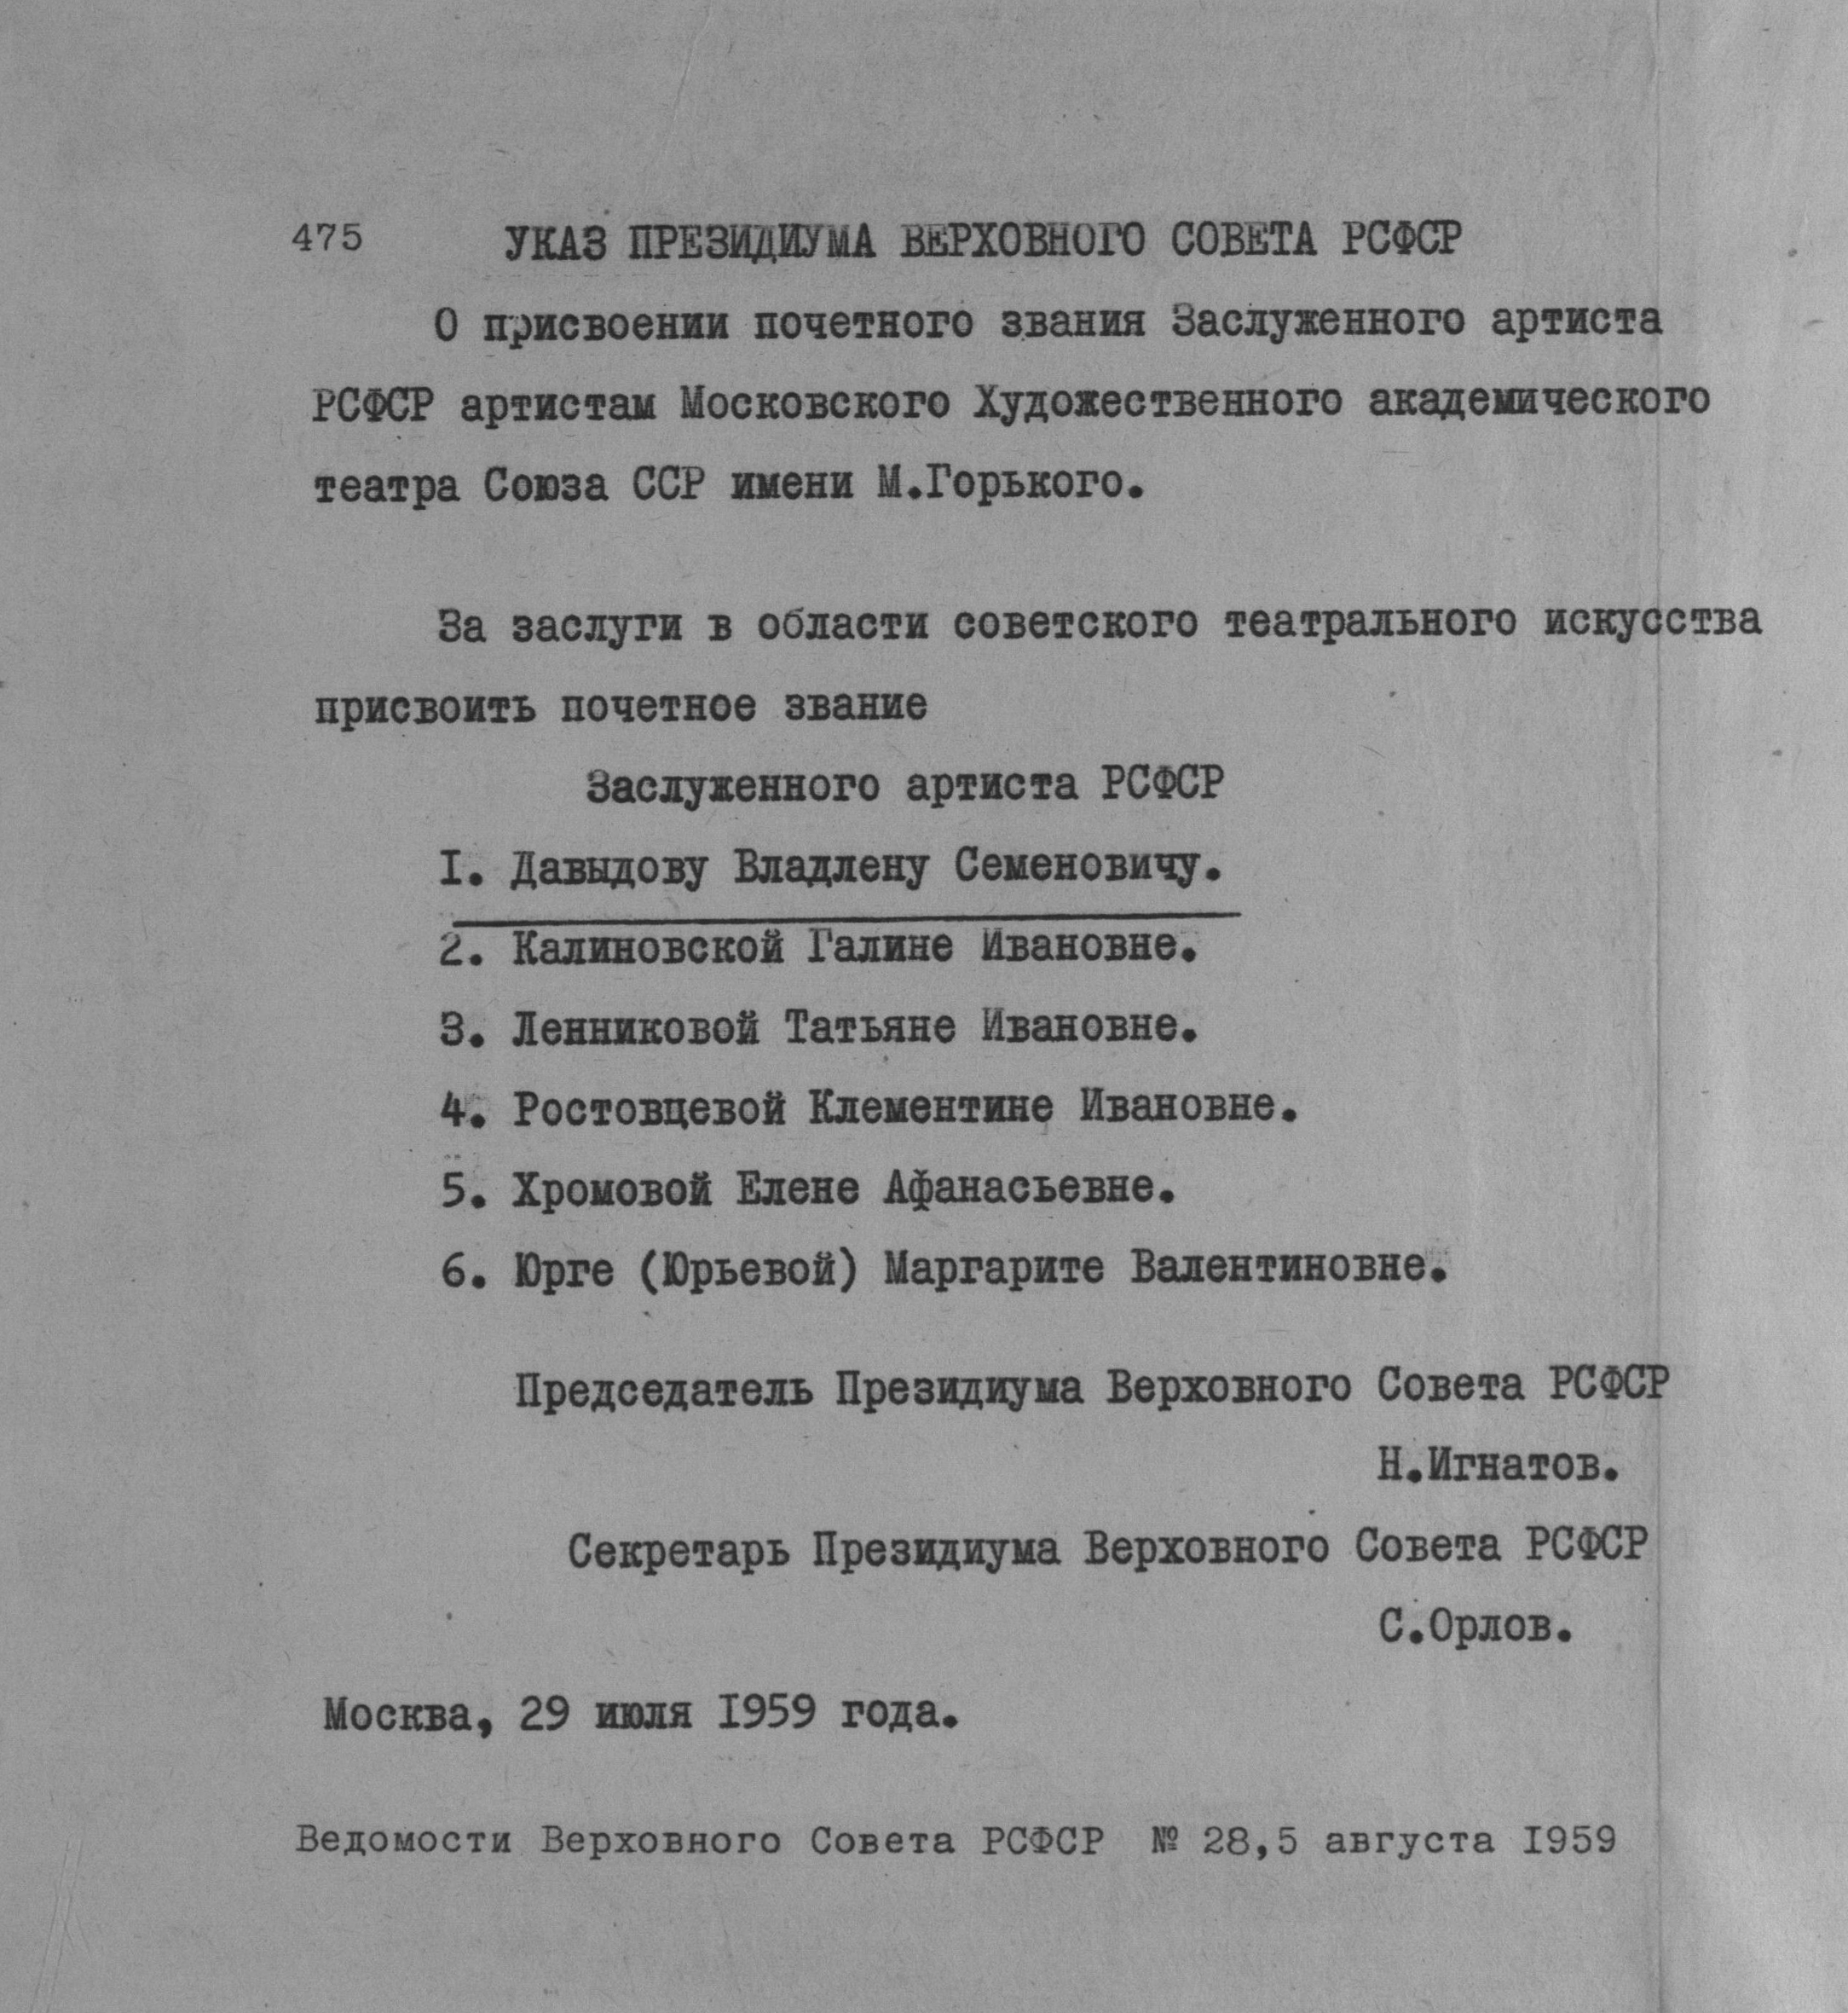 475 УКАЗ ПРЕЗИДИУМА ВЕРХОВНОГО СОВЕТА РСФСР
О присвоении почетного звания Заслуженного артиста
РСФСР артистам Московского Художественного академического
театра Союза ССР имени М.Горького.
За заслуги в области советского театрального искусства
присвоить почетное звание
Заслуженного артиста РСФСР
I. Давыдову Владлену Семеновичу.
2. Калиновской Галине Ивановне.
3. Ленниковой Татьяне Ивановне.
4. Ростовцевой Клементине Ивановне.
5. Хромовой Елене Афанасьевне.
6. Юрге (Юрьевой) Маргарите Валентиновне.
Председатель Президиума Верховного Совета РСФСР
Н.Игнатов.
Секретарь Президиума Верховного Совета РСФСР
С.Орлов.
Москва, 29 июля I959 года.
Ведомости Верховного Совета РСФСР № 28,5 августа I959